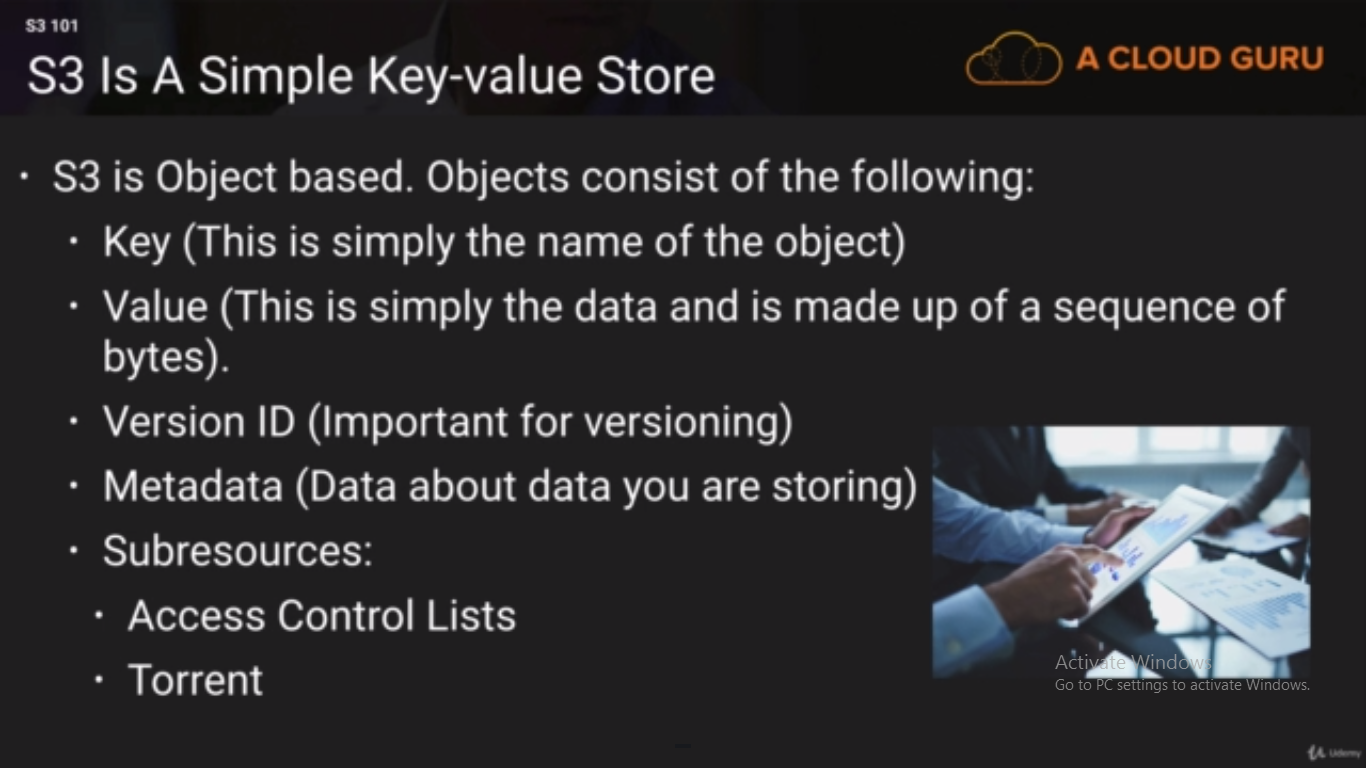 S3 101
S3 Is A Simple Key-value Store
A CLOUD GURU
• S3 is Object based. Objects consist of the following:
• Key (This is simply the name of the object)
• Value (This is simply the data and is made up of a sequence of
bytes).
• Version ID (Important for versioning)
• Metadata (Data about data you are storing)
• Subresources:
• Access Control Lists
• Torrent
Activate Windows
Go to PC settings to activate Windows.
Udemy